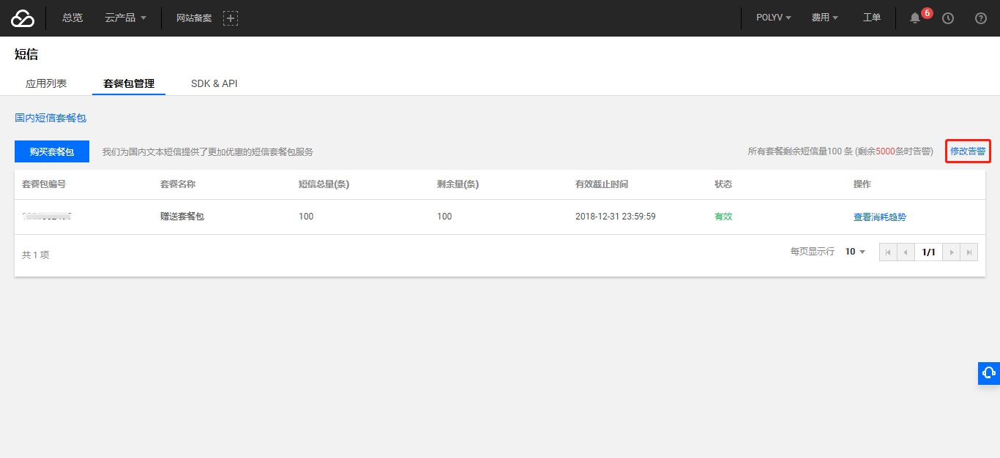 总览 云产品 网站备案 POLYV 费用 工单 6
短信
应用列表 套餐包管理 SDK & API
国内短信套餐包
购买套餐包 我们为国内文本短信提供了更加优惠的短信套餐包服务 所有套餐剩余短信量100 条 (剩余5000条时告警) 修改告警
套餐包编号 套餐名称 短信总量(条) 剩余量(条) 有效截止时间 状态 操作
赠送套餐包 100 100 2018-12-31 23:59:59 有效 查看消耗趋势
共 1 项 每页显示行 10 1/1